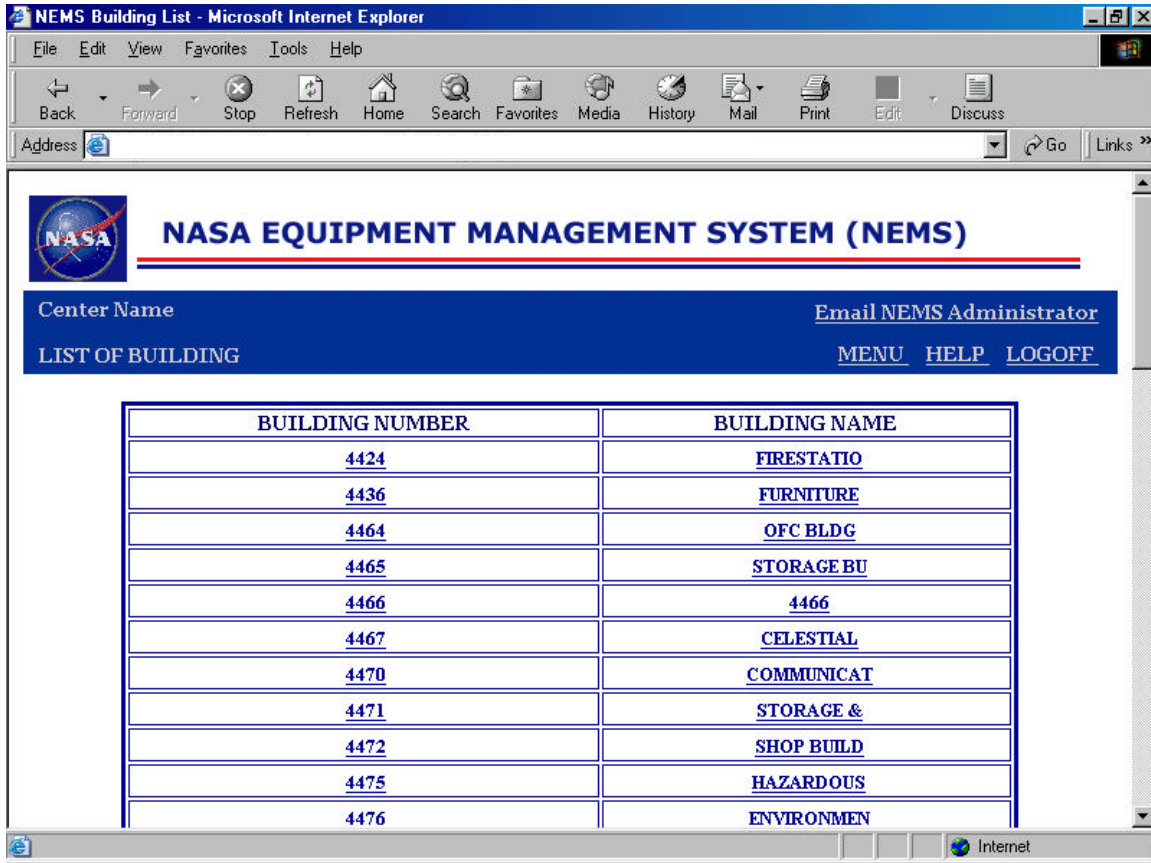 NEMS Building List - Microsoft Internet Explorer
File Edit View Favorites Tools Help
Back Forward Stop Refresh Home Search Favorites Media History Mail Print Edit Discuss
Address Go Links »
NASA NASA EQUIPMENT MANAGEMENT SYSTEM (NEMS)
Center Name Email NEMS Administrator
LIST OF BUILDING MENU HELP LOGOFF
BUILDING NUMBER BUILDING NAME
4424 FIRESTATIO
4436 FURNITURE
4464 OFC BLDG
4465 STORAGE BU
4466 4466
4467 CELESTIAL
4470 COMMUNICAT
4471 STORAGE &
4472 SHOP BUILD
4475 HAZARDOUS
4476 ENVIRONMEN
Internet